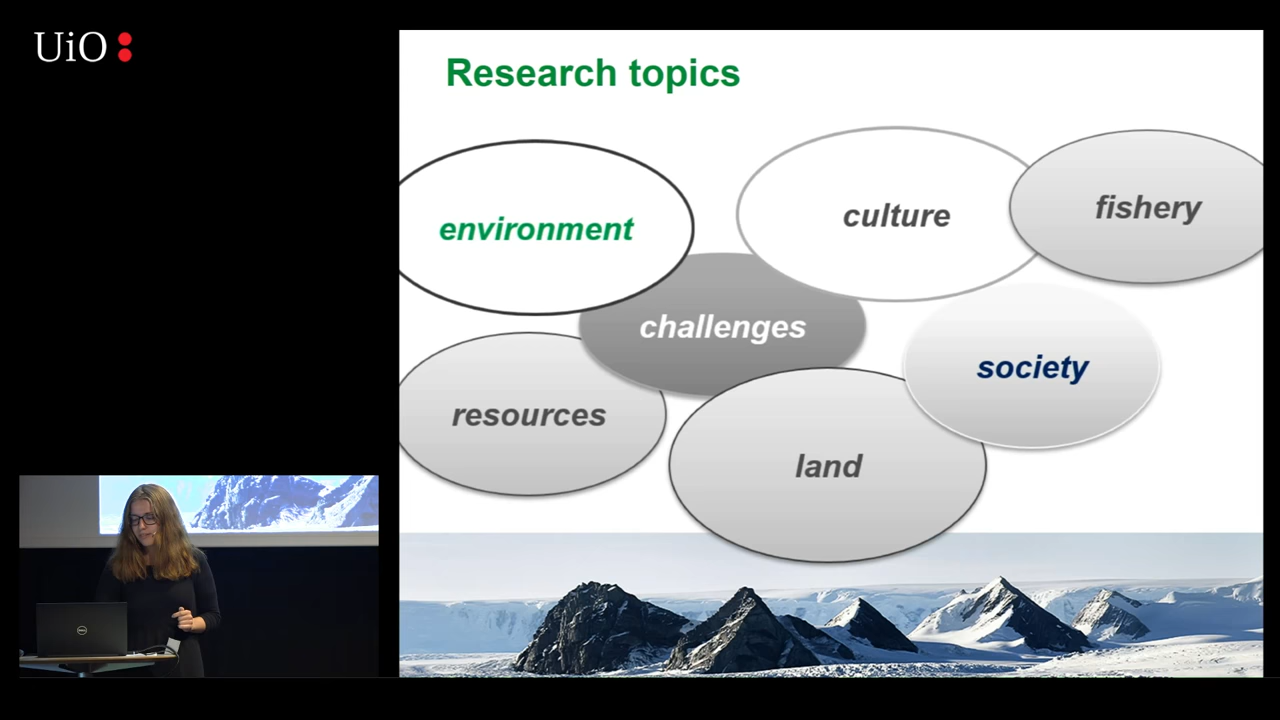 UiO:
Research topics
environment
culture
fishery
challenges
society
resources
land